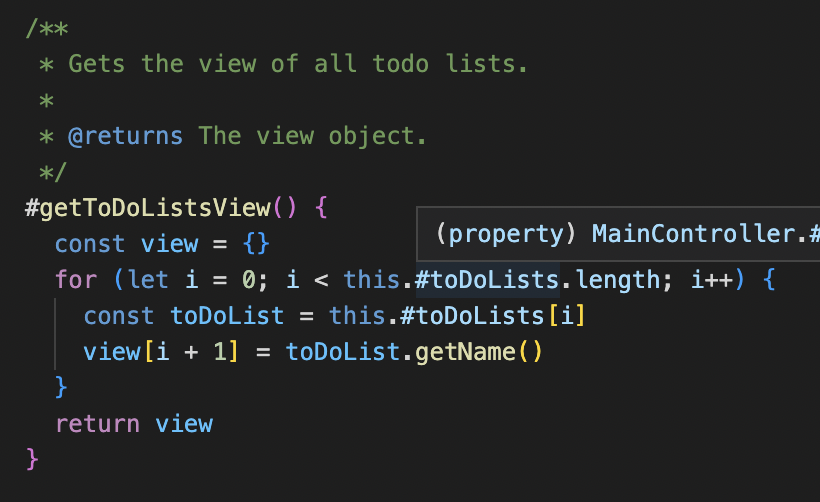 /**
 * Gets the view of all todo lists.
 *
 * @returns The view object.
 */
#getToDoListsView() {
(property) MainController.#
  const view = {}
  for (let i = 0; i < this.#toDoLists.length; i++) {
    const toDoList = this.#toDoLists[i]
    view[i + 1] = toDoList.getName()
  }
  return view
}